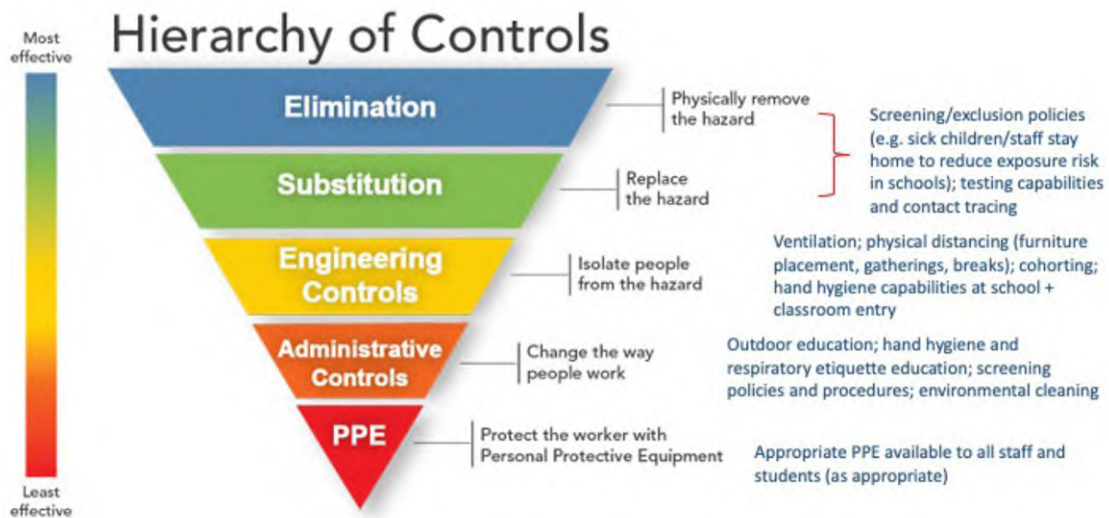 Hierarchy of Controls
Most
effective
Elimination
Physically remove
the hazard
Screening/exclusion policies
(e.g. sick children/staff stay
home to reduce exposure risk
in schools); testing capabilities
and contact tracing
Substitution
Replace
the hazard
Engineering
Controls
Isolate people
from the hazard
Ventilation; physical distancing (furniture
placement, gatherings, breaks); cohorting;
hand hygiene capabilities at school +
classroom entry
Administrative
Controls
Change the way
people work
Outdoor education; hand hygiene and
respiratory etiquette education; screening
policies and procedures; environmental cleaning
PPE
Protect the worker with
Personal Protective Equipment
Appropriate PPE available to all staff and
students (as appropriate)
Least
effective